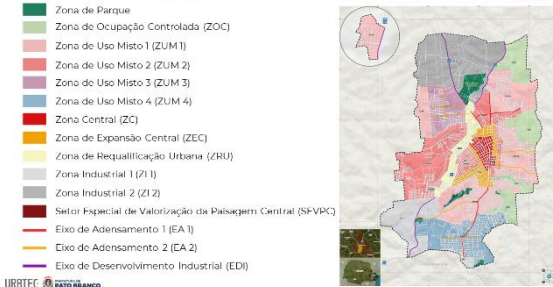 Zona de Parque
Zona de Ocupação Controlada (ZOC)
Zona de Uso Misto 1 (ZUM 1)
Zona de Uso Misto 2 (ZUM 2)
Zona de Uso Misto 3 (ZUM 3)
Zona de Uso Misto 4 (ZUM 4)
Zona Central (ZC)
Zona de Expansão Central (ZEC)
Zona de Requalificação Urbana (ZRU)
Zona Industrial 1 (ZI 1)
Zona Industrial 2 (ZI 2)
Setor Especial de Valorização da Paisagem Central (SEVPC)
Eixo de Adensamento 1 (EA 1)
Eixo de Adensamento 2 (EA 2)
Eixo de Desenvolvimento Industrial (EDI)
URBTEC
PATO BRANCO